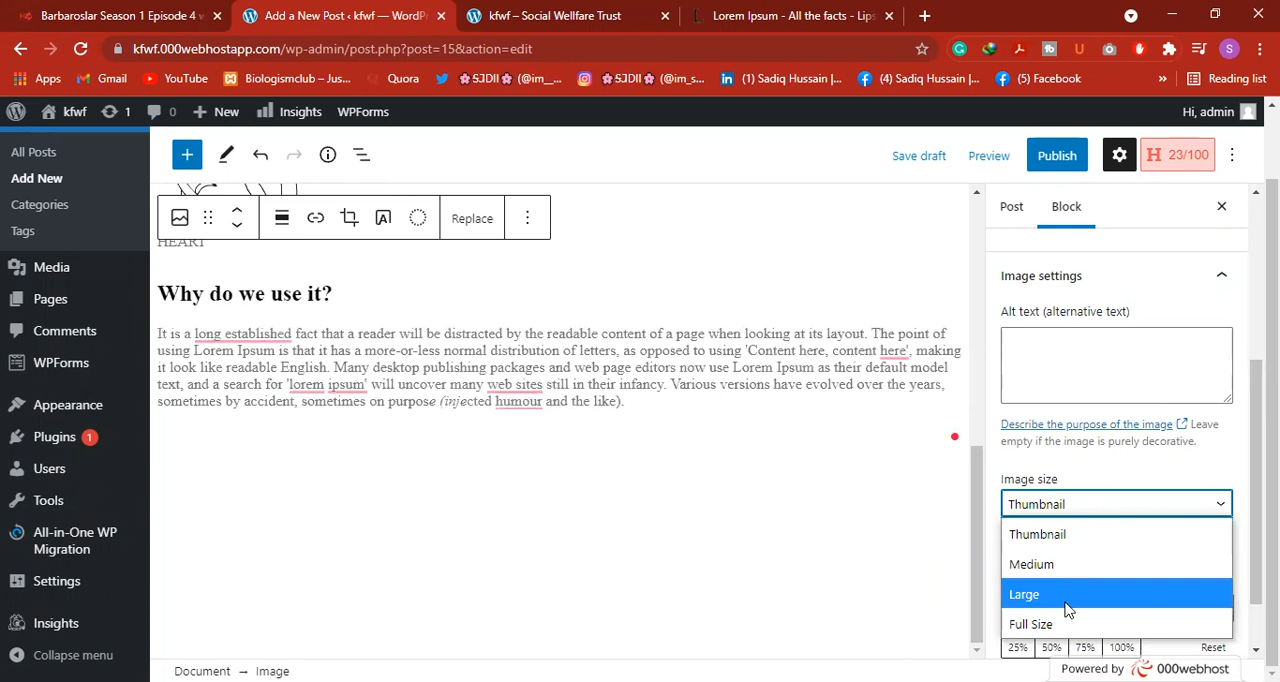 Barbaroslar Season 1 Episode 4 w
Add a New Post ‹ kfwf — WordPr
kfwf – Social Wellfare Trust
Lorem Ipsum - All the facts - Lips
kfwf.000webhostapp.com/wp-admin/post.php?post=15&action=edit
Apps
Gmail
YouTube
Biologismclub – Jus...
Quora
✿SJDII✿ (@im_...
✿SJDII✿ (@im_s...
(1) Sadiq Hussain |...
(4) Sadiq Hussain |...
(5) Facebook
»
Reading list
kfwf
1
0
New
Insights
WPForms
Hi, admin
All Posts
Add New
Categories
Tags
Media
Pages
Comments
WPForms
Appearance
Plugins 1
Users
Tools
All-in-One WP
Migration
Settings
Insights
Collapse menu
Save draft
Preview
Publish
H 23/100
Replace
HEART
Why do we use it?
It is a long established fact that a reader will be distracted by the readable content of a page when looking at its layout. The point of
using Lorem Ipsum is that it has a more-or-less normal distribution of letters, as opposed to using 'Content here, content here', making
it look like readable English. Many desktop publishing packages and web page editors now use Lorem Ipsum as their default model
text, and a search for 'lorem ipsum' will uncover many web sites still in their infancy. Various versions have evolved over the years,
sometimes by accident, sometimes on purpose (injected humour and the like).
Post
Block
Image settings
Alt text (alternative text)
Describe the purpose of the image Leave
empty if the image is purely decorative.
Image size
Thumbnail
Thumbnail
Medium
Large
Full Size
25%
50%
75%
100%
Reset
Document → Image
Powered by 000webhost